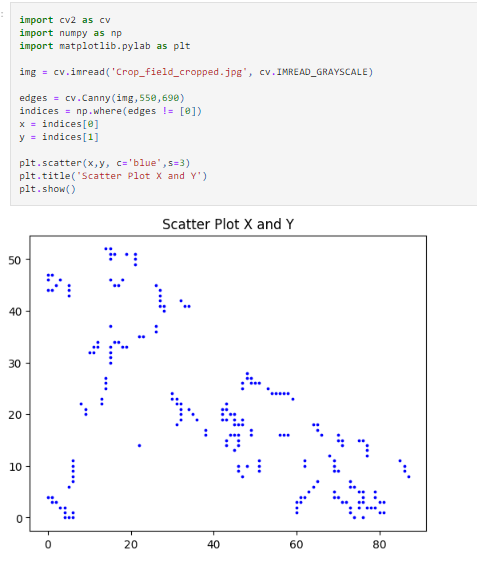 import cv2 as cv
import numpy as np
import matplotlib.pylab as plt
img = cv.imread('Crop_field_cropped.jpg', cv.IMREAD_GRAYSCALE)
edges = cv.Canny(img,550,690)
indices = np.where(edges != [0])
x = indices[0]
y = indices[1]
plt.scatter(x,y, c='blue',s=3)
plt.title('Scatter Plot X and Y')
plt.show()
Scatter Plot X and Y
50
40
30
20
10
0
0 20 40 60 80